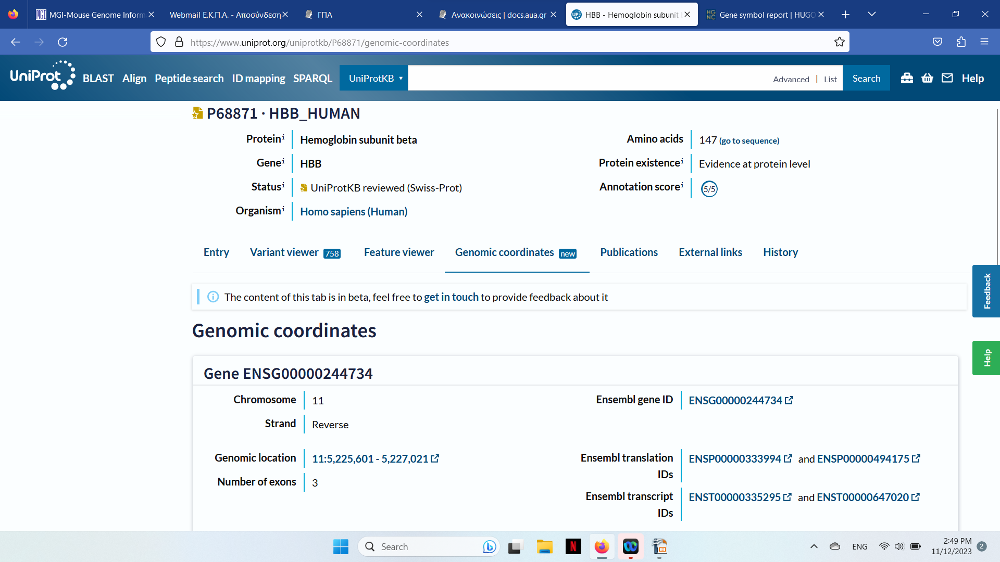 MGI-Mouse Genome Inform
Webmail Ε.Κ.Π.Α. - Αποσύνδεση
ΓΠΑ
Ανακοινώσεις | docs.aua.gr
HBB - Hemoglobin subunit
Gene symbol report | HUGO
https://www.uniprot.org/uniprotkb/P68871/genomic-coordinates
UniProt
BLAST Align Peptide search ID mapping SPARQL
UniProtKB
Advanced | List
Search
Help
P68871 · HBB_HUMAN
Protein Hemoglobin subunit beta
Amino acids 147 (go to sequence)
Gene HBB
Protein existence Evidence at protein level
Status UniProtKB reviewed (Swiss-Prot)
Annotation score 5/5
Organism Homo sapiens (Human)
Entry Variant viewer 758 Feature viewer Genomic coordinates new Publications External links History
The content of this tab is in beta, feel free to get in touch to provide feedback about it
Feedback
Genomic coordinates
Help
Gene ENSG00000244734
Chromosome 11
Ensembl gene ID ENSG00000244734
Strand Reverse
Genomic location 11:5,225,601 - 5,227,021
Ensembl translation IDs ENSP00000333994 and ENSP00000494175
Number of exons 3
Ensembl transcript IDs ENST00000335295 and ENST00000647020
Search
ENG
2:49 PM
11/12/2023
2